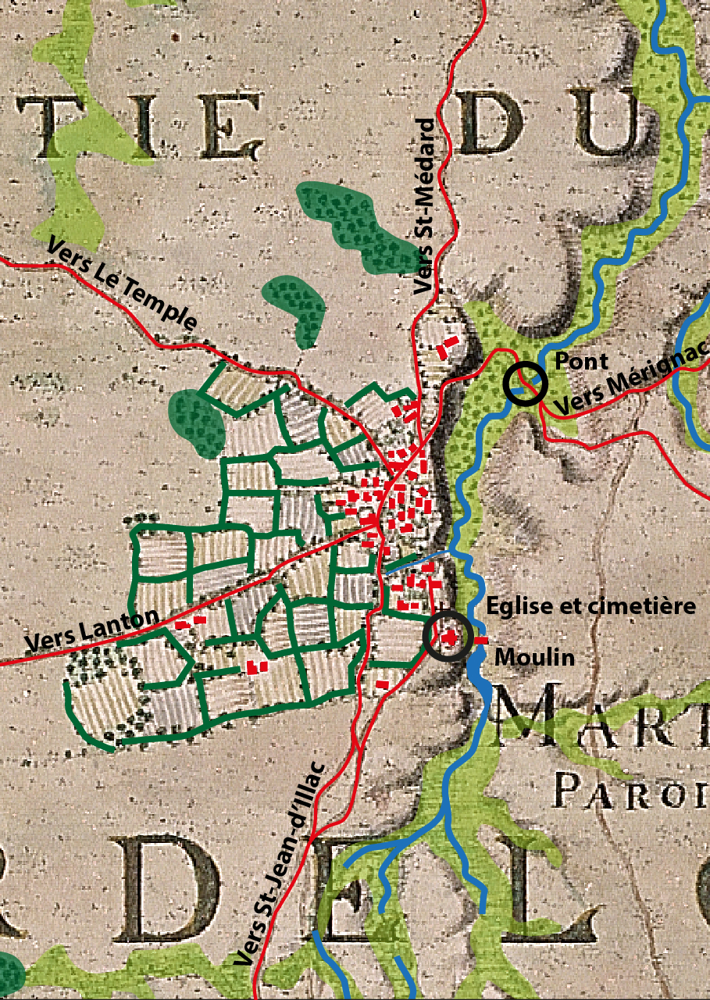 TIE DU
Vers St-Médard
Vers Le Temple
Pont
Vers Mérignac
Eglise et cimetière
Vers Lanton
Moulin
MART
PAROI
Vers St-Jean-d'Illac
R D E L